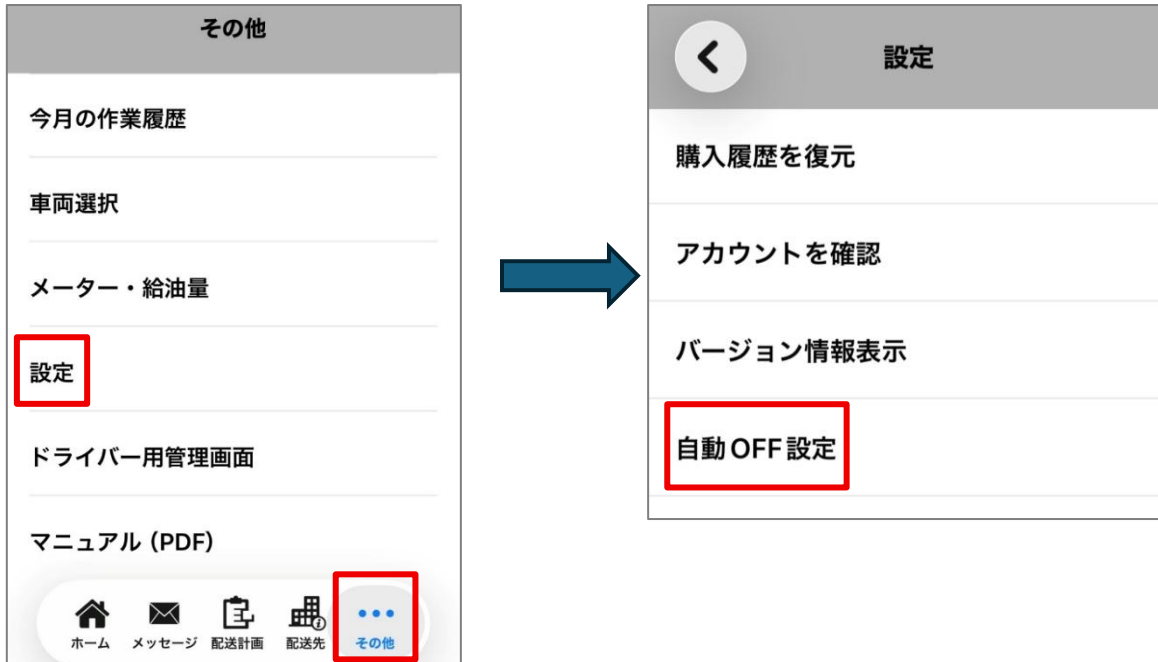 その他
今月の作業履歴
車両選択
メーター・給油量
設定
ドライバー用管理画面
マニュアル（PDF）
ホーム
メッセージ
配送計画
配送先
その他
設定
購入履歴を復元
アカウントを確認
バージョン情報表示
自動OFF設定